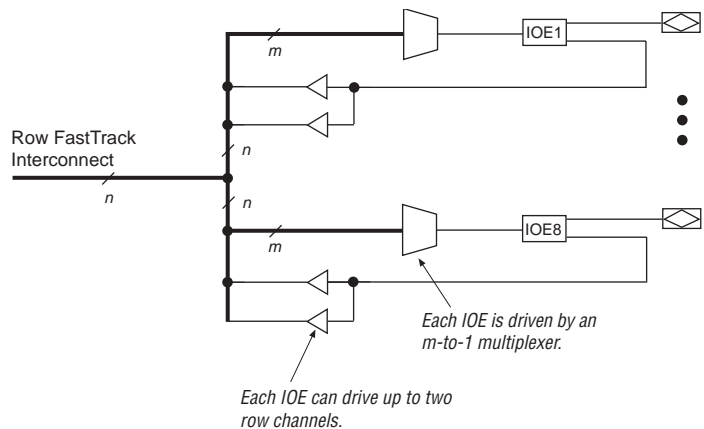 m
IOE1
Row FastTrack
Interconnect
n
n
n
m
IOE8
Each IOE is driven by an
m-to-1 multiplexer.
Each IOE can drive up to two
row channels.